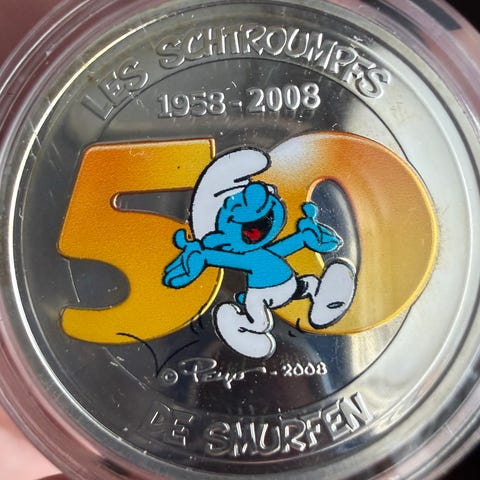 LES SCHTROUMPFS
1958-2008
50
© Peyo - 2008
DE SMURFEN